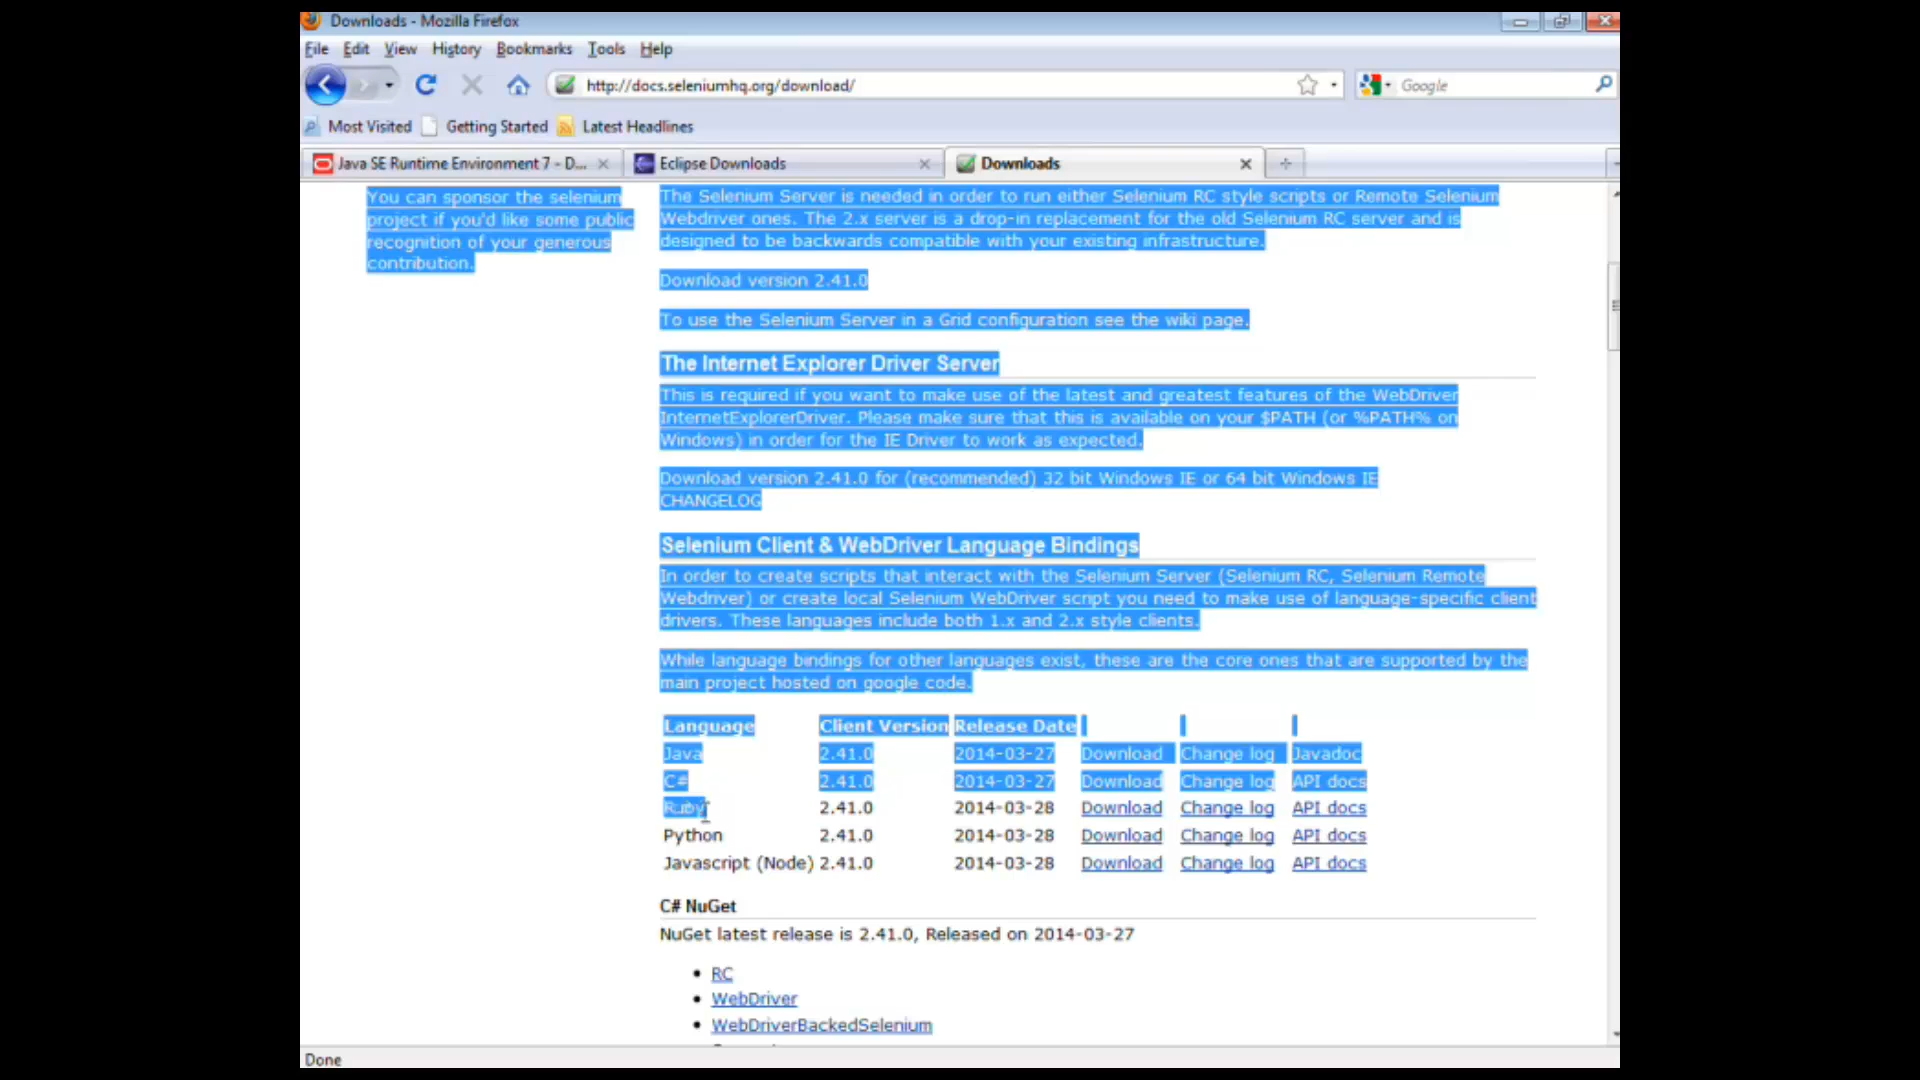 Downloads - Mozilla Firefox
File Edit View History Bookmarks Tools Help
http://docs.seleniumhq.org/download/
Google
Most Visited Getting Started Latest Headlines
Java SE Runtime Environment 7 - D...
Eclipse Downloads
Downloads
You can sponsor the selenium
project if you'd like some public
recognition of your generous
contribution.
The Selenium Server is needed in order to run either Selenium RC style scripts or Remote Selenium
Webdriver ones. The 2.x server is a drop-in replacement for the old Selenium RC server and is
designed to be backwards compatible with your existing infrastructure.
Download version 2.41.0
To use the Selenium Server in a Grid configuration see the wiki page.
The Internet Explorer Driver Server
This is required if you want to make use of the latest and greatest features of the WebDriver
InternetExplorerDriver. Please make sure that this is available on your $PATH (or %PATH% on
Windows) in order for the IE Driver to work as expected.
Download version 2.41.0 for (recommended) 32 bit Windows IE or 64 bit Windows IE
CHANGELOG
Selenium Client & WebDriver Language Bindings
In order to create scripts that interact with the Selenium Server (Selenium RC, Selenium Remote
Webdriver) or create local Selenium WebDriver script you need to make use of language-specific client
drivers. These languages include both 1.x and 2.x style clients.
While language bindings for other languages exist, these are the core ones that are supported by the
main project hosted on google code.
Language Client Version Release Date
Java 2.41.0 2014-03-27 Download Change log Javadoc
C# 2.41.0 2014-03-27 Download Change log API docs
Ruby 2.41.0 2014-03-28 Download Change log API docs
Python 2.41.0 2014-03-28 Download Change log API docs
Javascript (Node) 2.41.0 2014-03-28 Download Change log API docs
C# NuGet
NuGet latest release is 2.41.0, Released on 2014-03-27
• RC
• WebDriver
• WebDriverBackedSelenium
Done